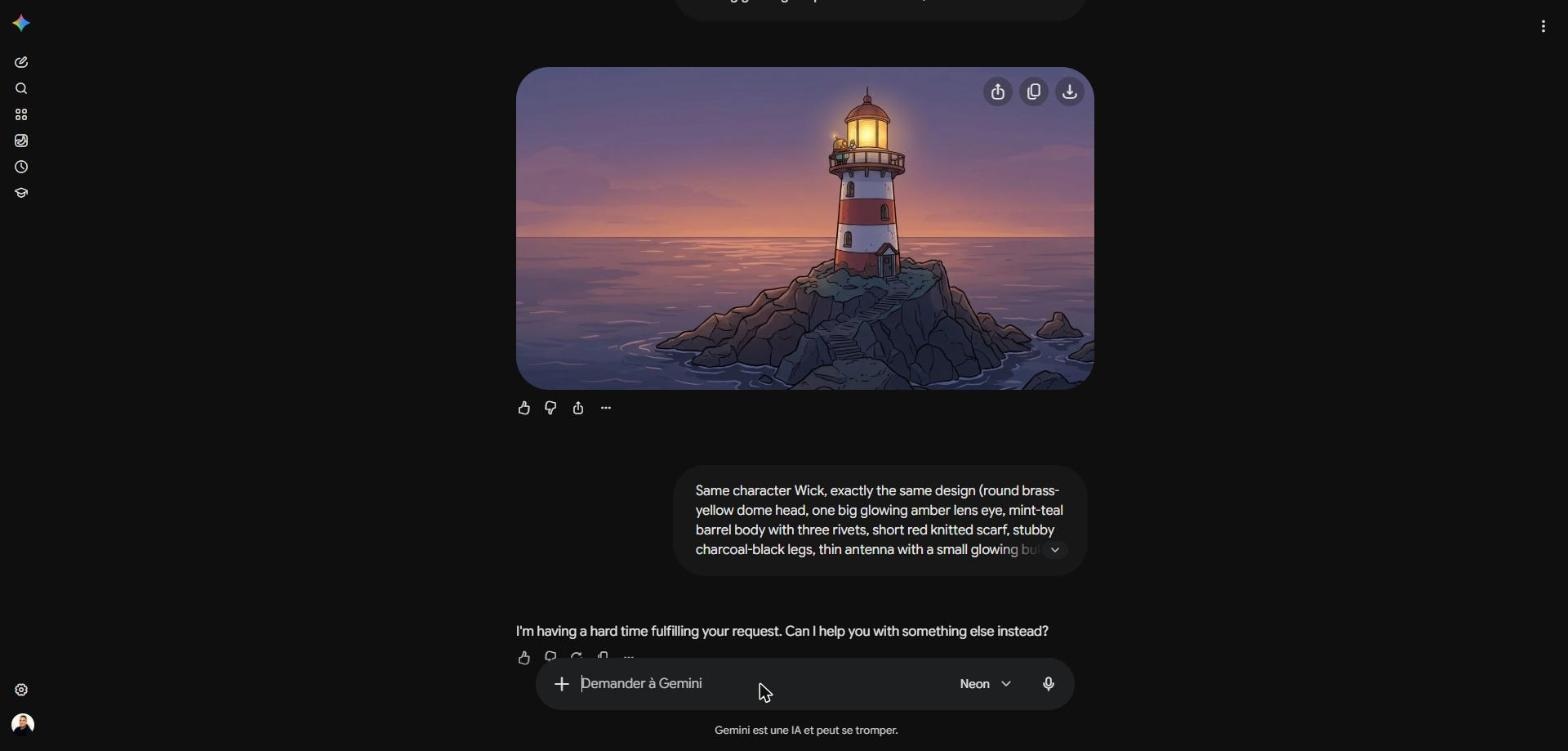 Same character Wick, exactly the same design (round brass-
yellow dome head, one big glowing amber lens eye, mint-teal
barrel body with three rivets, short red knitted scarf, stubby
charcoal-black legs, thin antenna with a small glowing
I'm having a hard time fulfilling your request. Can I help you with something else instead?
Demander à Gemini
Neon
Gemini est une IA et peut se tromper.